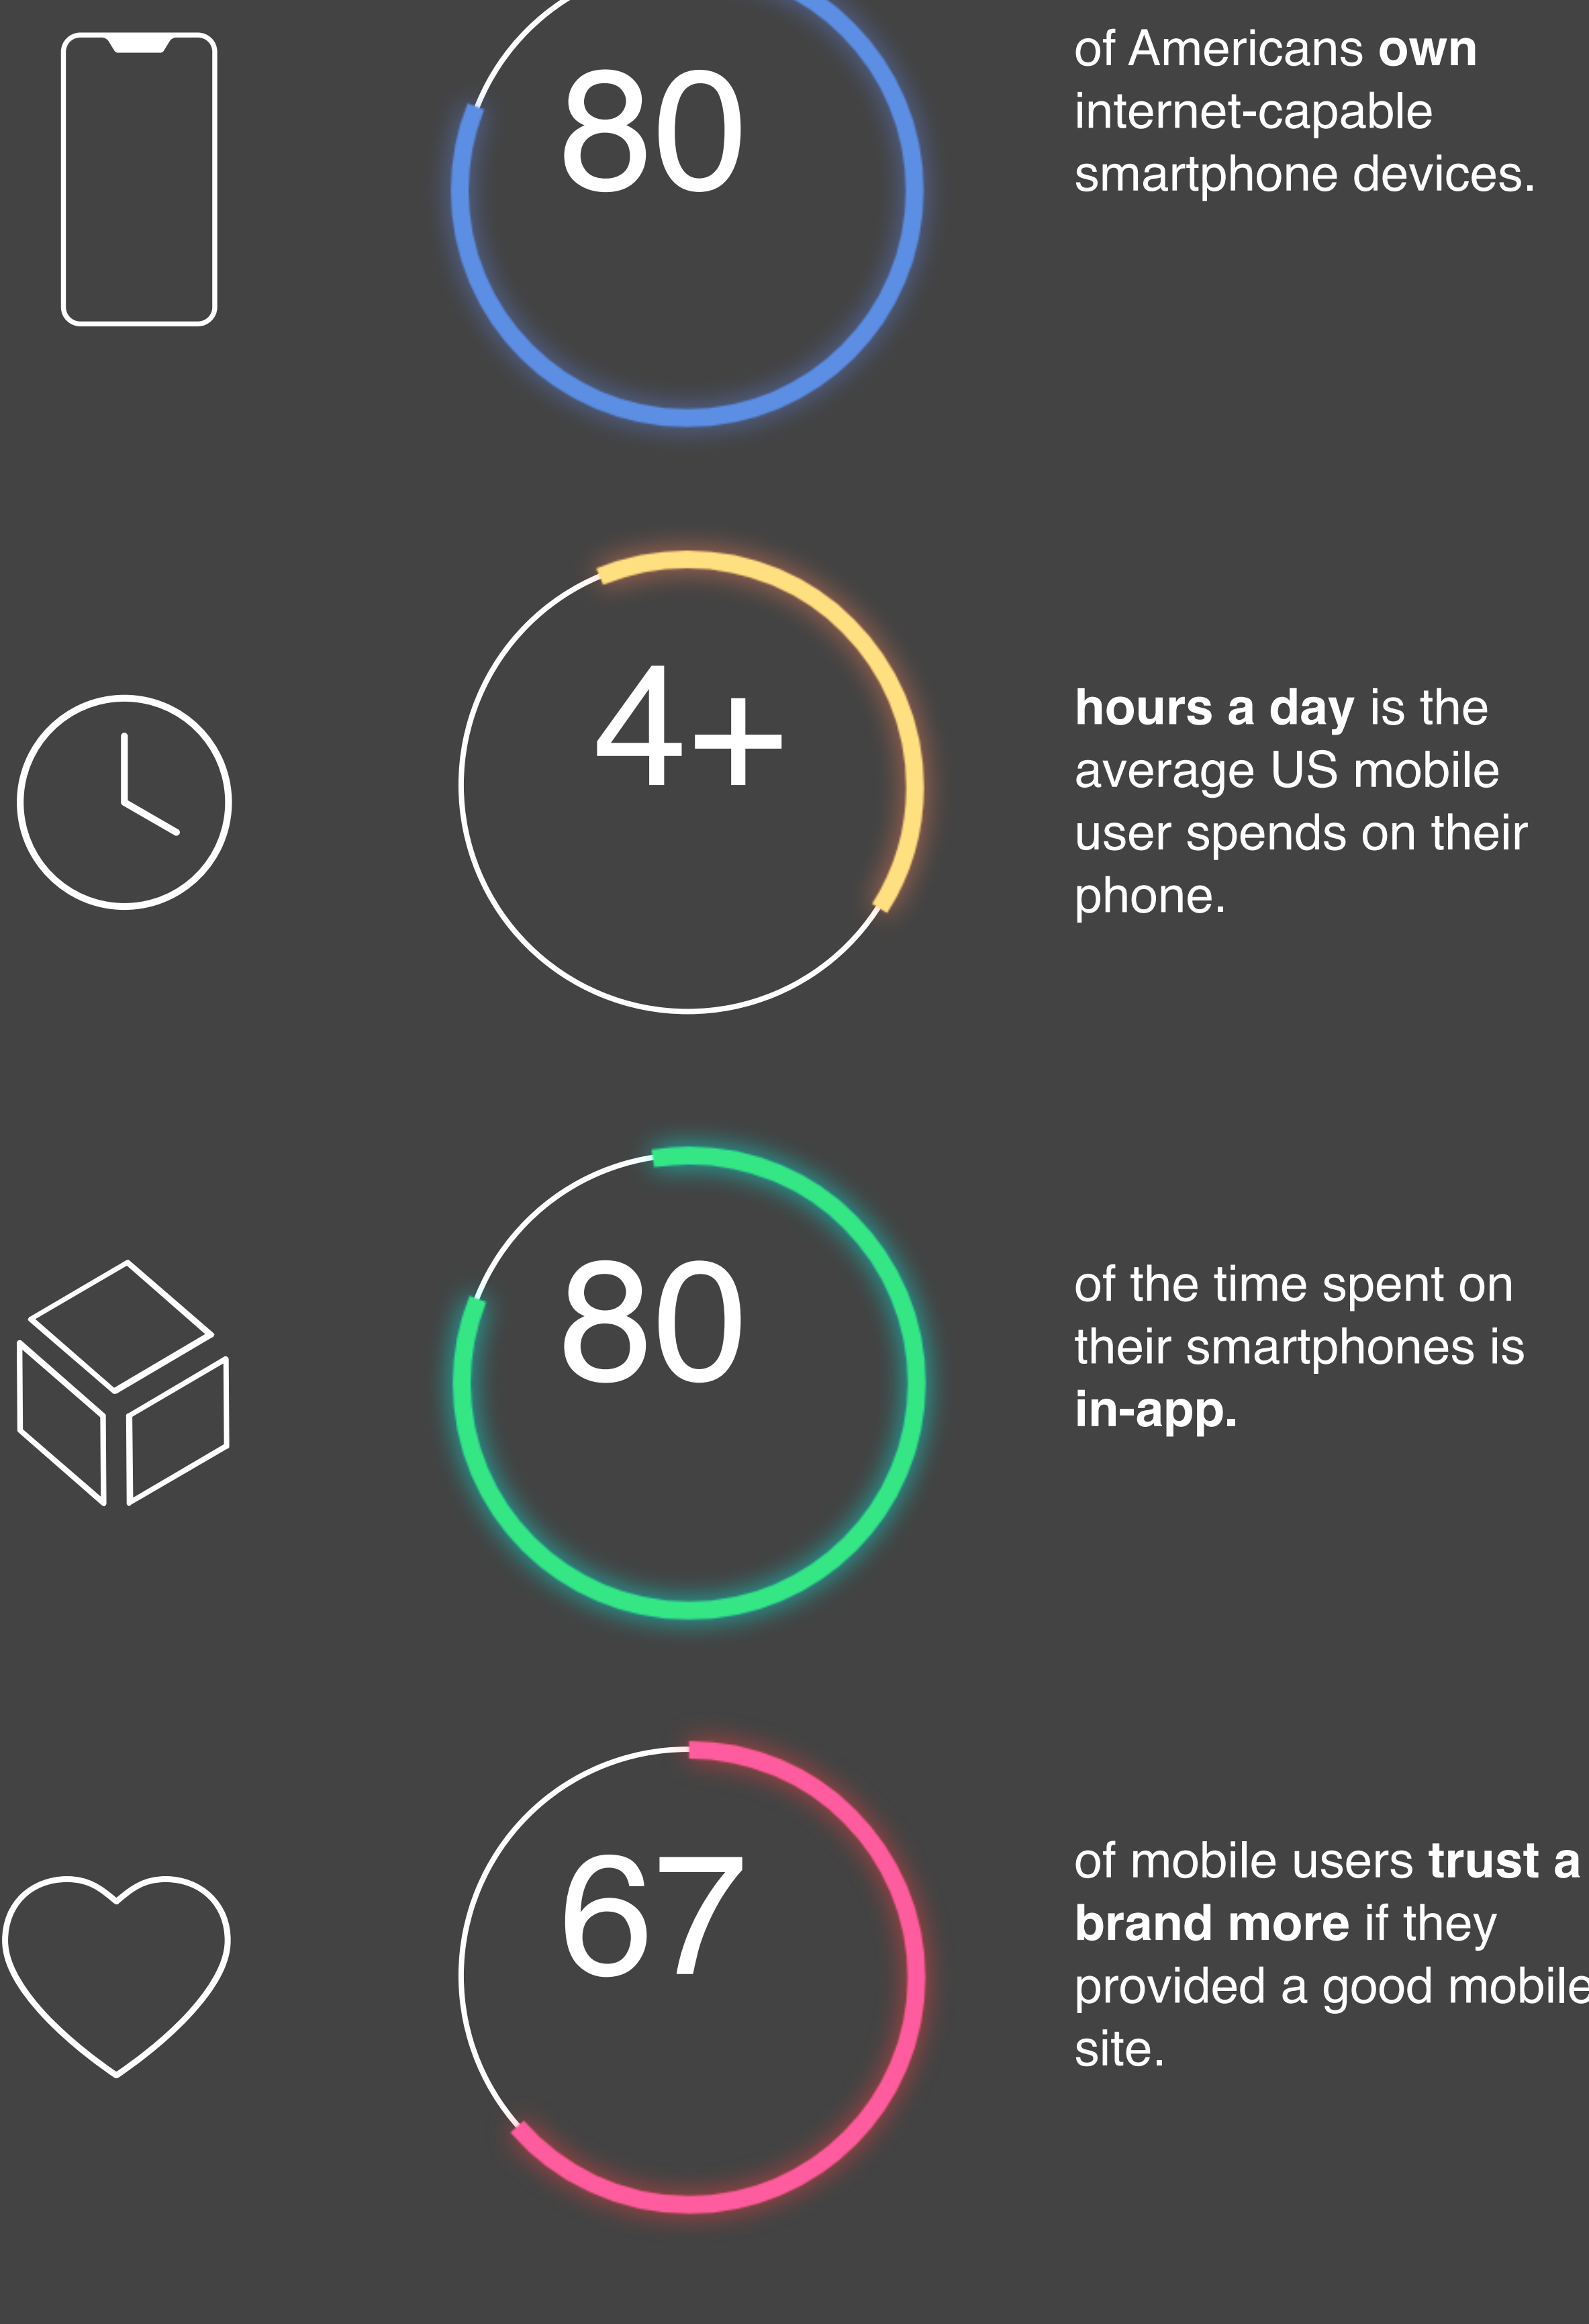 80
of Americans own
internet-capable
smartphone devices.
4+
hours a day is the
average US mobile
user spends on their
phone.
80
of the time spent on
their smartphones is
in-app.
67
of mobile users trust a
brand more if they
provided a good mobile
site.